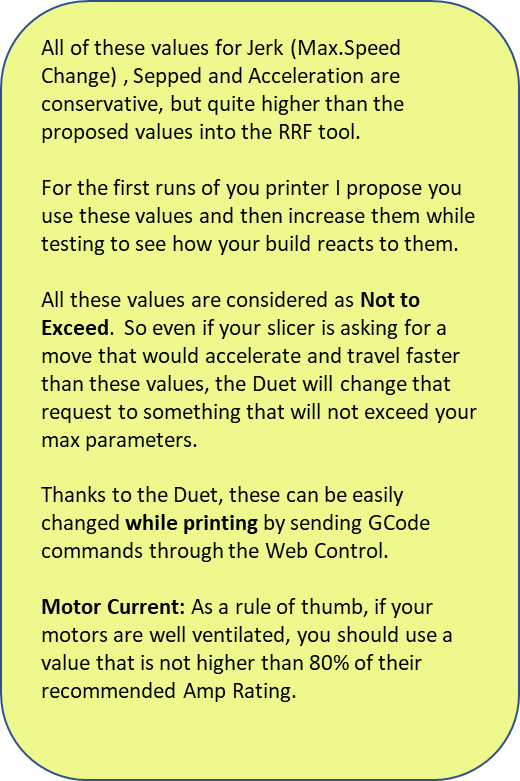 All of these values for Jerk (Max.Speed
Change) , Sepped and Acceleration are
conservative, but quite higher than the
proposed values into the RRF tool.
For the first runs of you printer I propose you
use these values and then increase them while
testing to see how your build reacts to them.
All these values are considered as Not to
Exceed.  So even if your slicer is asking for a
move that would accelerate and travel faster
than these values, the Duet will change that
request to something that will not exceed your
max parameters.
Thanks to the Duet, these can be easily
changed while printing by sending GCode
commands through the Web Control.
Motor Current: As a rule of thumb, if your
motors are well ventilated, you should use a
value that is not higher than 80% of their
recommended Amp Rating.